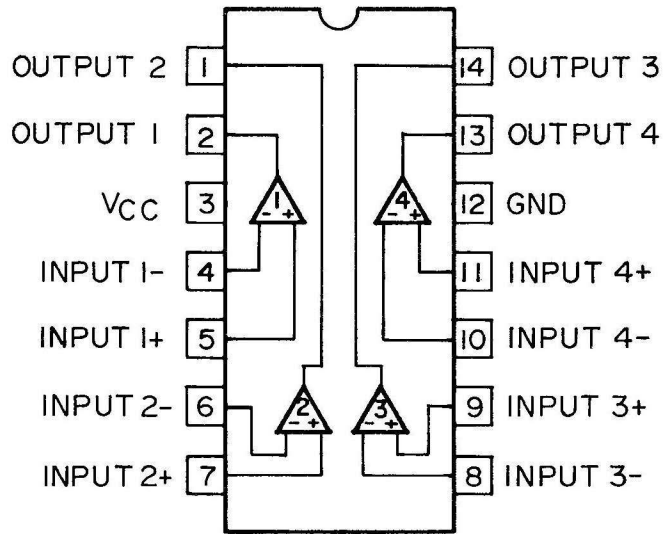 OUTPUT 2 1 14 OUTPUT 3
OUTPUT 1 2 13 OUTPUT 4
VCC 3 1 4 12 GND
- + - +
INPUT 1- 4 11 INPUT 4+
INPUT 1+ 5 10 INPUT 4-
INPUT 2- 6 2 3 9 INPUT 3+
- + - +
INPUT 2+ 7 8 INPUT 3-